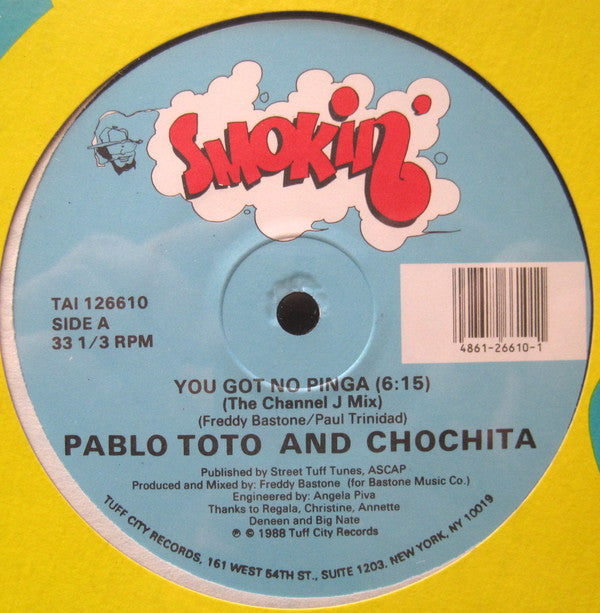 SMOKIN'
TAI 126610
SIDE A
33 1/3 RPM
4861-26610-1
YOU GOT NO PINGA (6:15)
(The Channel J Mix)
(Freddy Bastone/Paul Trinidad)
PABLO TOTO AND CHOCHITA
Published by Street Tuff Tunes, ASCAP
Produced and Mixed by: Freddy Bastone (for Bastone Music Co.)
Engineered by: Angela Piva
Thanks to Regala, Christine, Annette
Deneen and Big Nate
℗ © 1988 Tuff City Records
TUFF CITY RECORDS, 161 WEST 54TH ST., SUITE 1203, NEW YORK, NY 10019